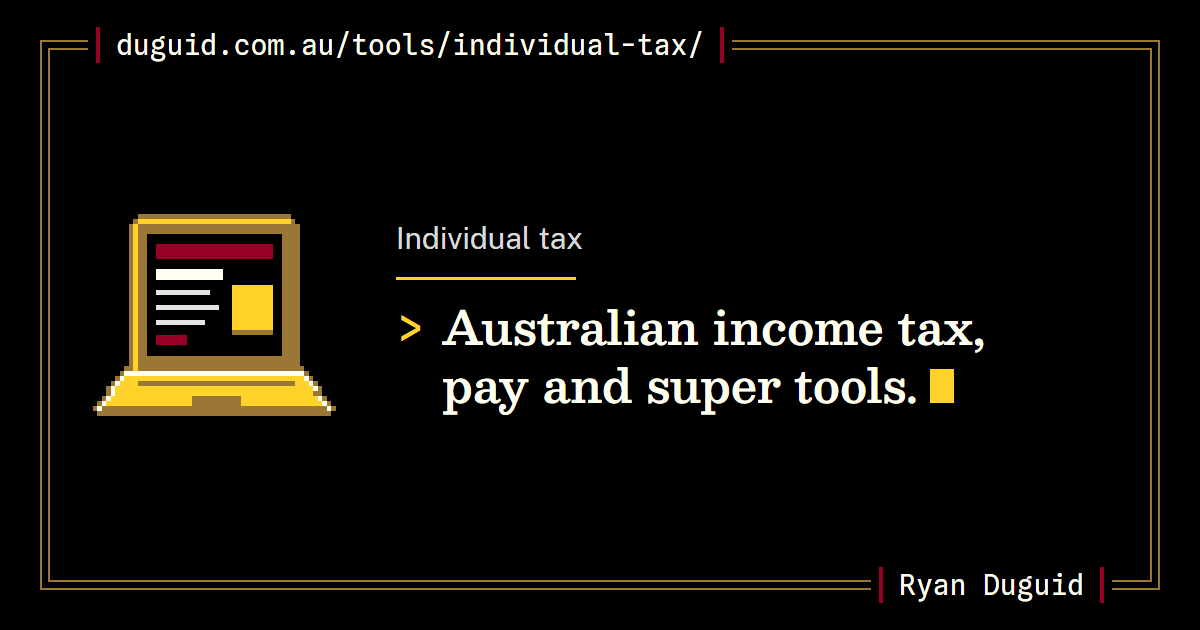 duguid.com.au/tools/individual-tax/
Individual tax
> Australian income tax,
pay and super tools.
Ryan Duguid